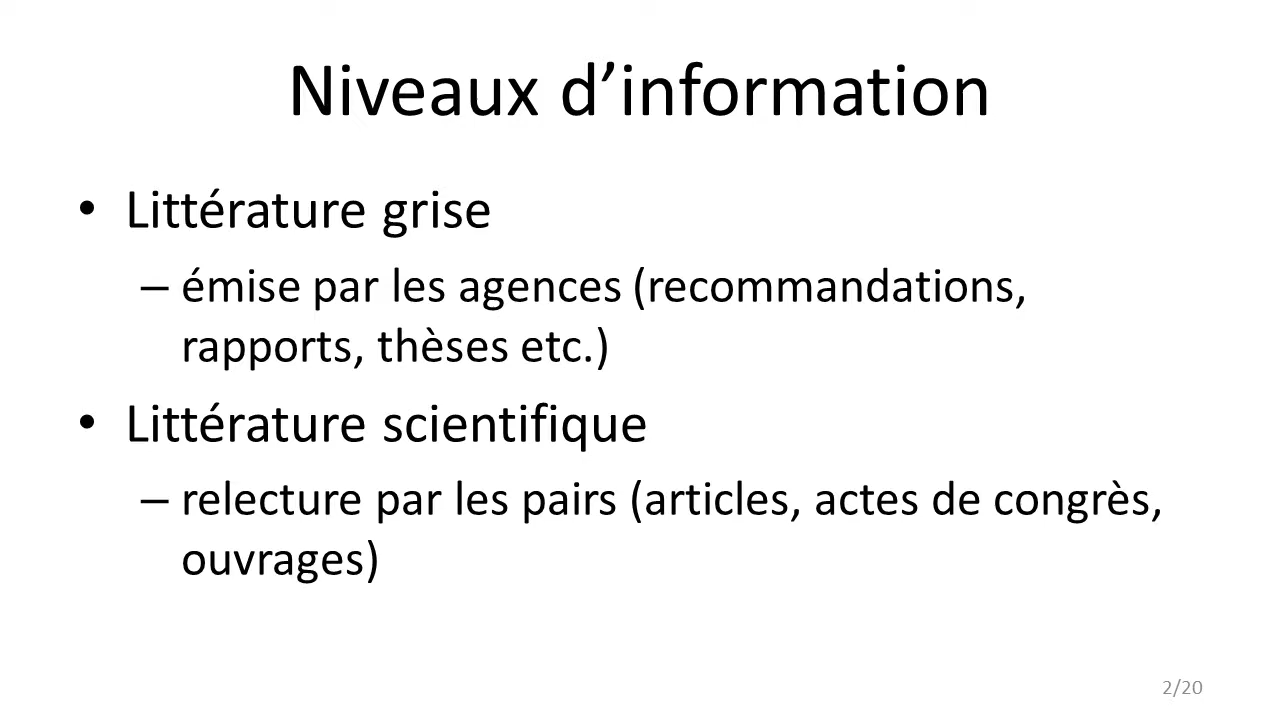 Niveaux d’information
• Littérature grise
– émise par les agences (recommandations,
rapports, thèses etc.)
• Littérature scientifique
– relecture par les pairs (articles, actes de congrès,
ouvrages)
2/20